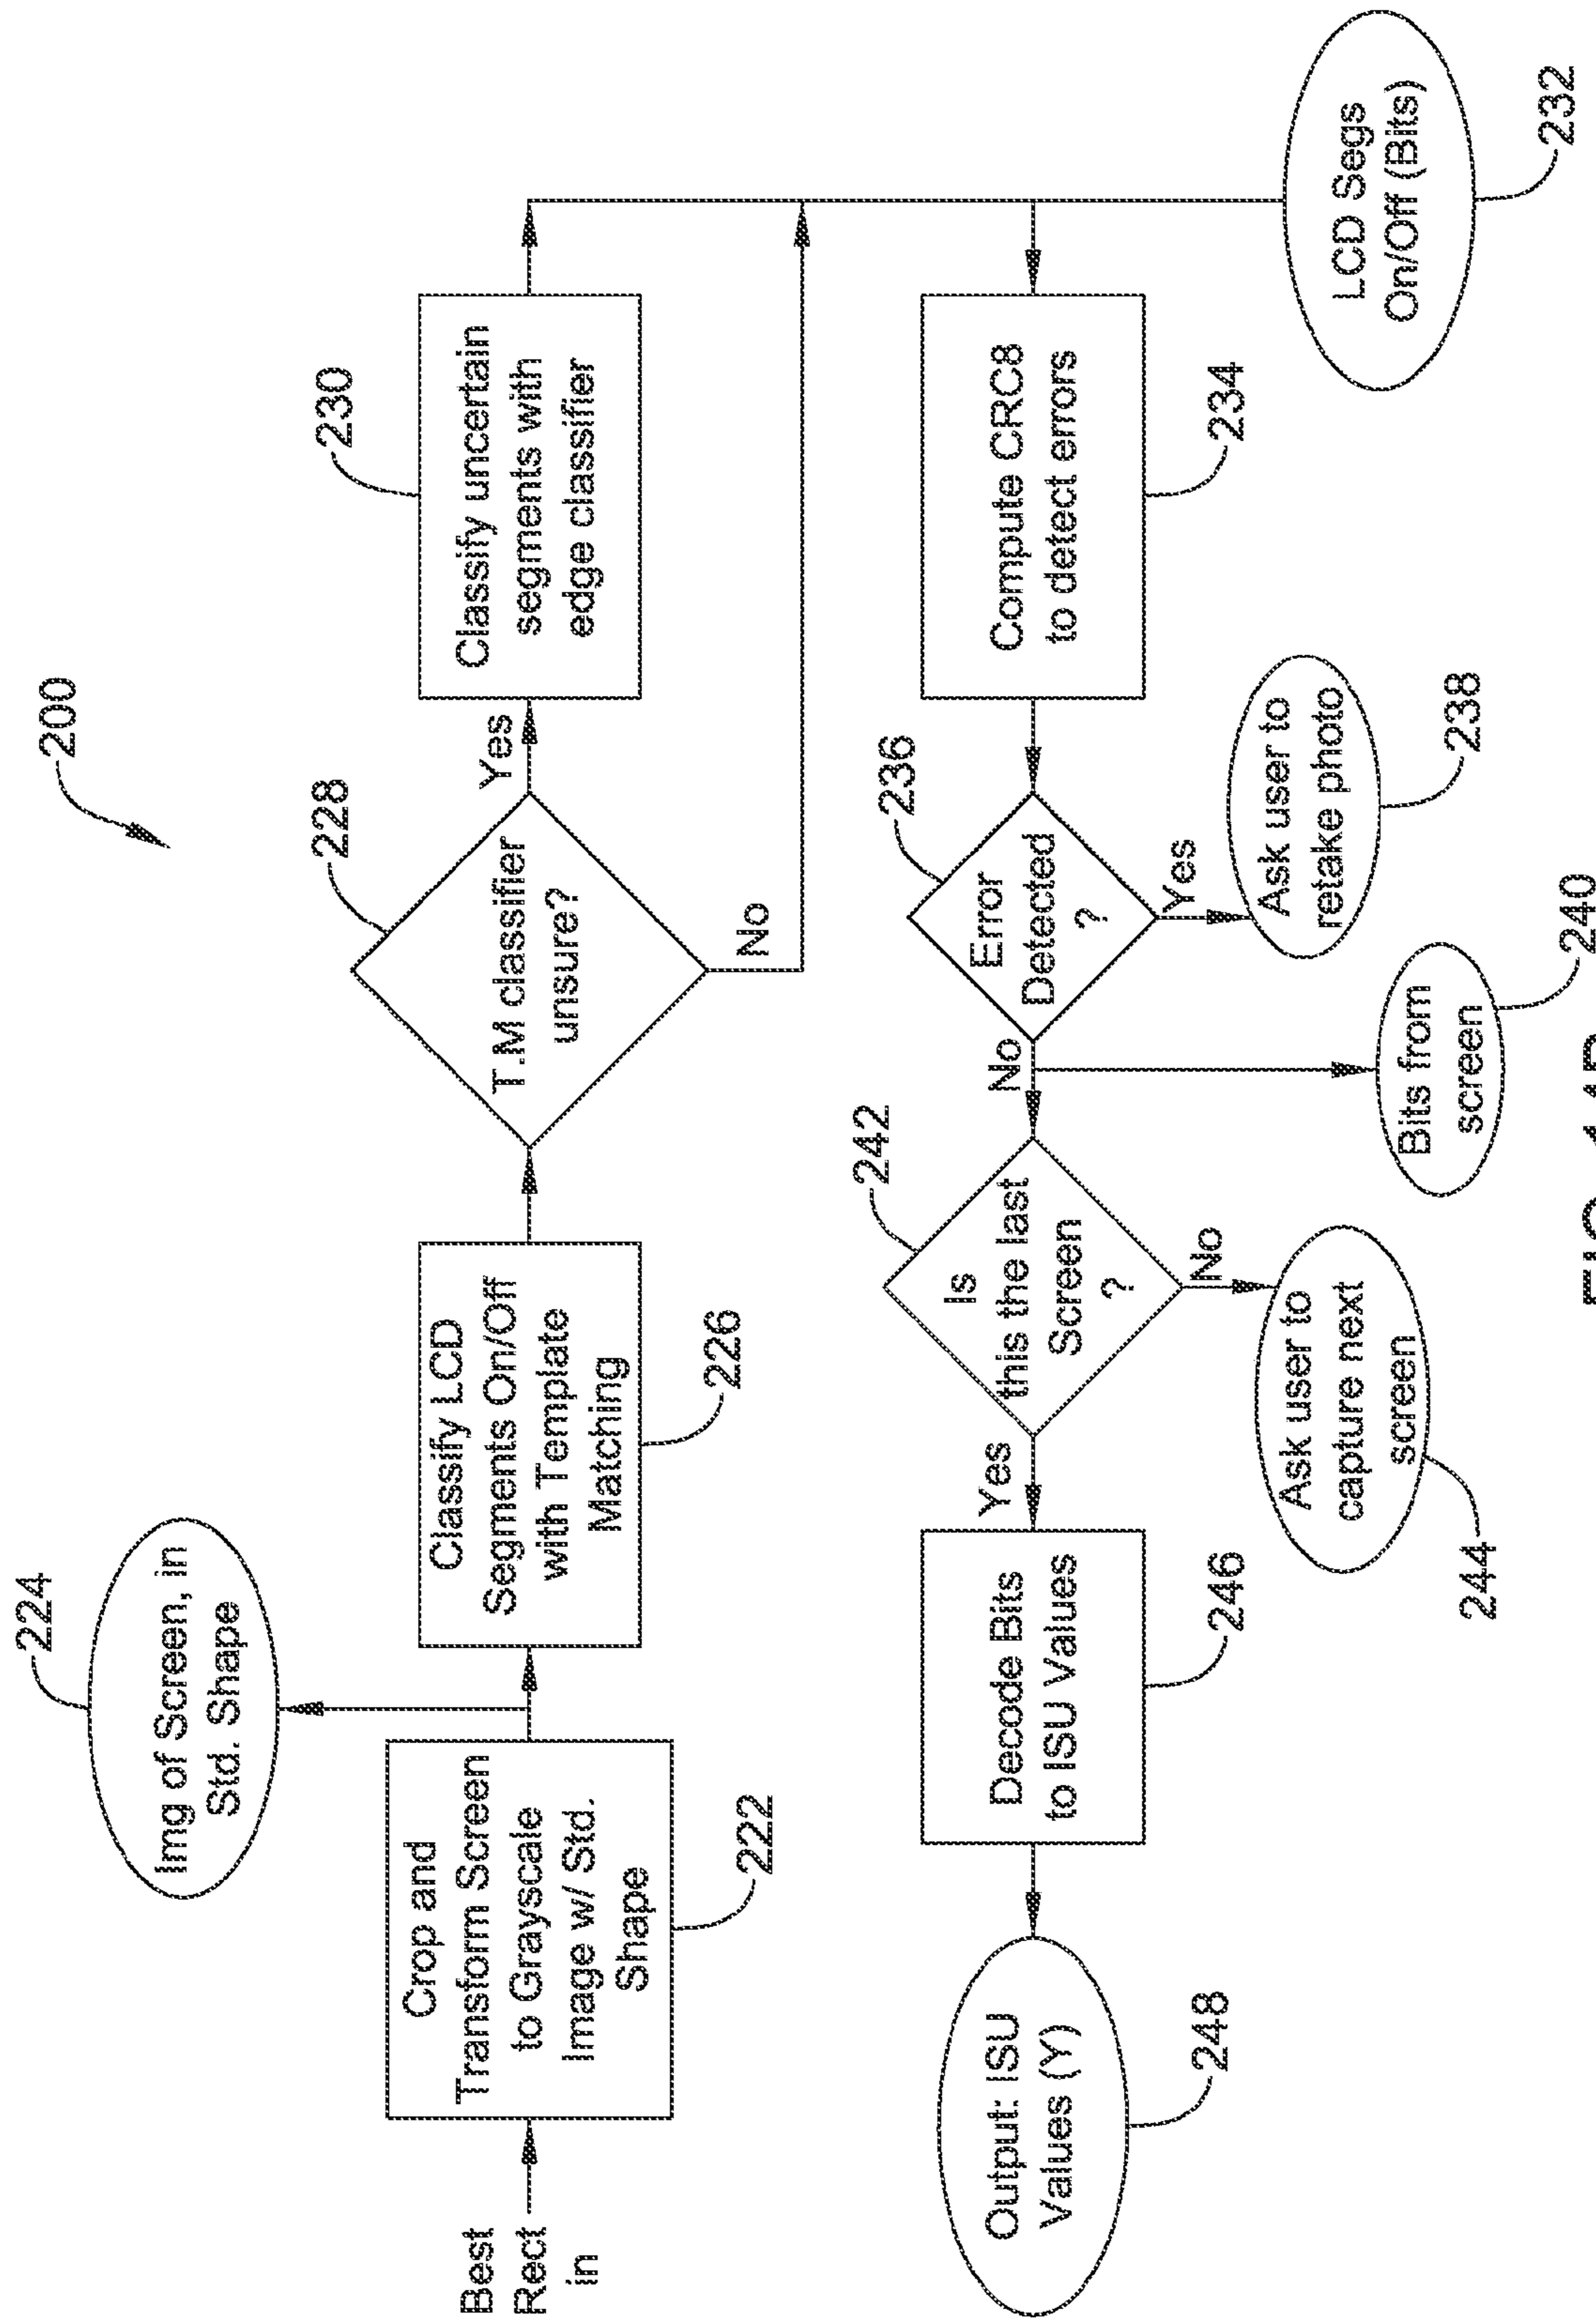 200
224
Img of Screen, in
Std. Shape
Best
Rect
in
Crop and
Transform Screen
to Grayscale
Image w/ Std.
Shape
222
Classify LCD
Segments On/Off
with Template
Matching
226
228
T.M classifier
unsure?
Yes
No
230
Classify uncertain
segments with
edge classifier
LCD Segs
On/Off (Bits)
232
Compute CRC8
to detect errors
234
236
Error
Detected
?
Yes
Ask user to
retake photo
238
No
Bits from
screen
240
242
Is
this the last
Screen
?
No
Ask user to
capture next
screen
244
Yes
Decode Bits
to ISU Values
246
Output: ISU
Values (Y)
248